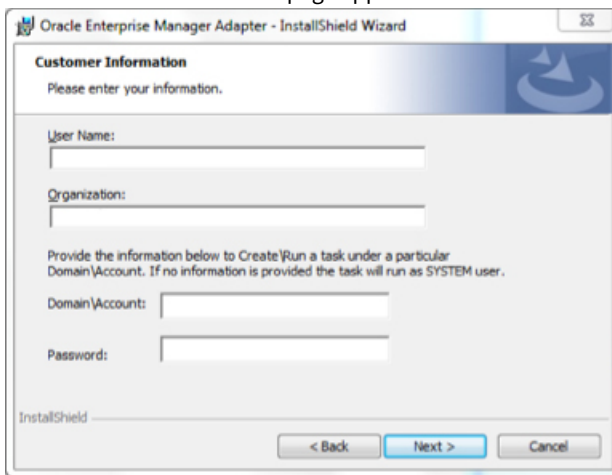 Oracle Enterprise Manager Adapter - InstallShield Wizard
Customer Information
Please enter your information.
User Name:
Organization:
Provide the information below to Create\Run a task under a particular
Domain\Account. If no information is provided the task will run as SYSTEM user.
Domain\Account:
Password:
InstallShield
< Back Next > Cancel